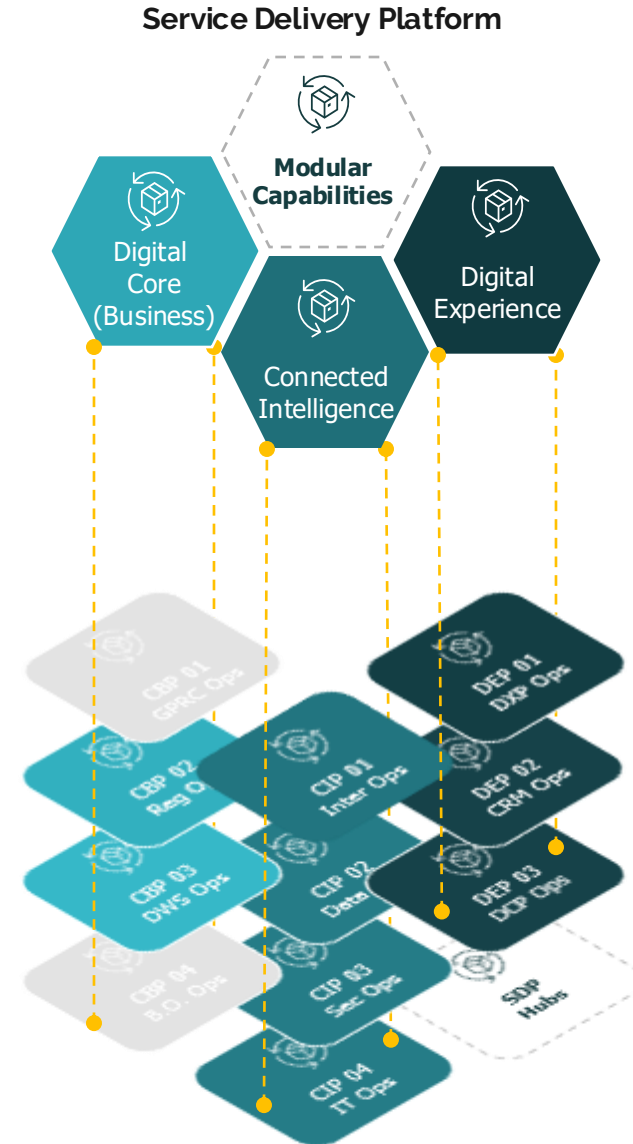 Service Delivery Platform
Modular
Capabilities
Digital
Core
(Business)
Digital
Experience
Connected
Intelligence
CBP 01
GPRC Ops
DEP 01
DXP Ops
CBP 02
Reg O
CIP 01
Inter Ops
DEP 02
CRM Ops
CBP 03
DWS Ops
CIP 02
Data
DEP 03
DCP Ops
CBP 04
B.O. Ops
CIP 03
Sec Ops
SDP
Hubs
CIP 04
IT Ops